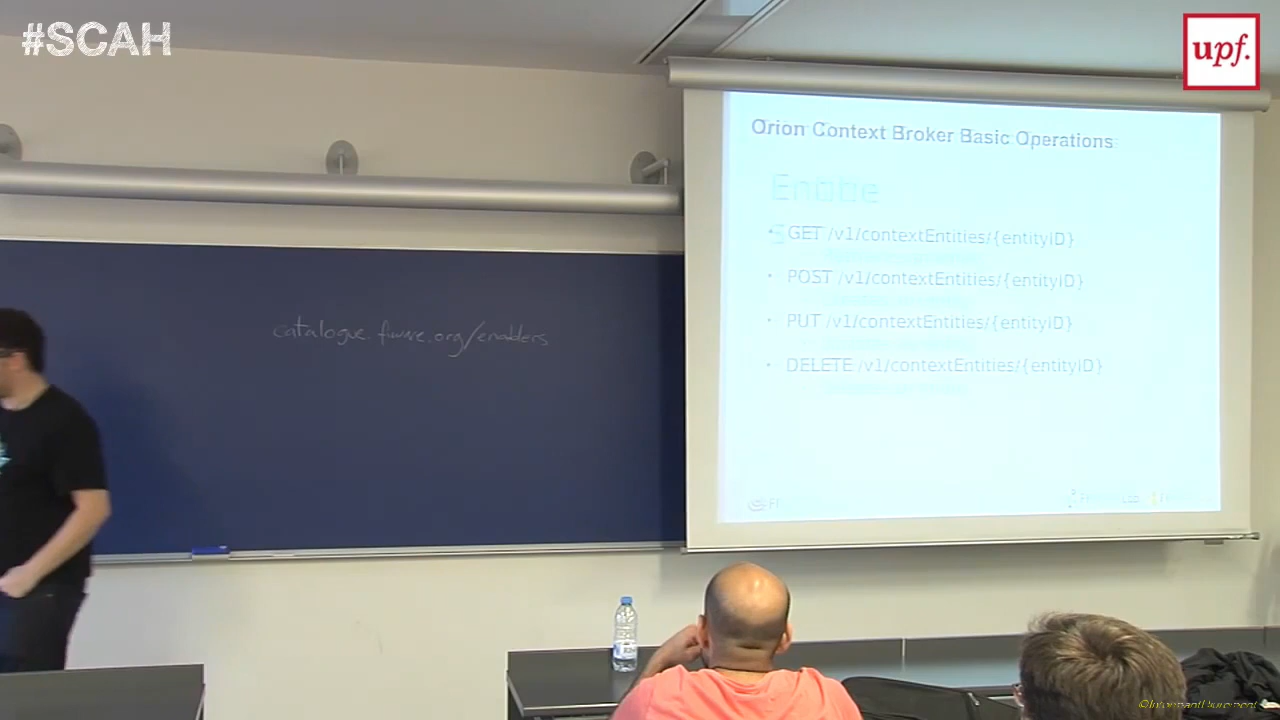 #SCAH
upf.
Orion Context Broker Basic Operations
Entitie
• GET /v1/contextEntities/{entityID}
• POST /v1/contextEntities/{entityID}
• PUT /v1/contextEntities/{entityID}
• DELETE /v1/contextEntities/{entityID}
catalogue.fiware.org/enablers